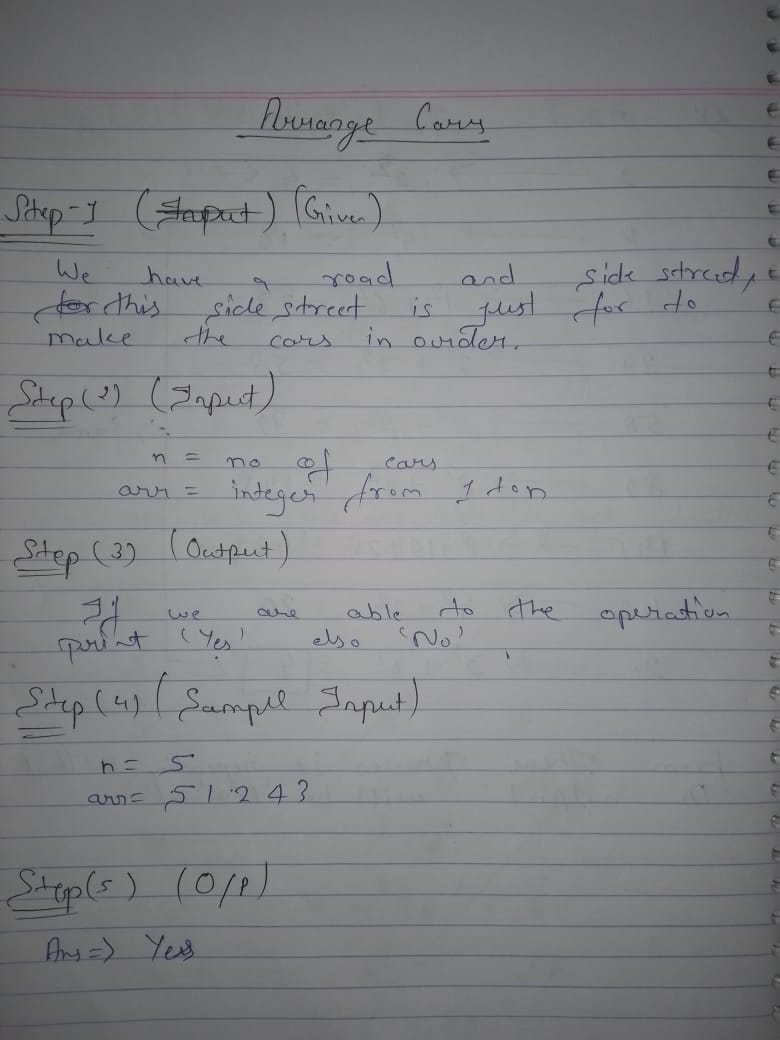 Arrange Cars
Step-1 (Input) (Given)
We have a road and side street,
for this side street is just for to
make the cars in order.
Step (2) (Input)
n = no of cars
arr = integer from 1 to n
Step (3) (Output)
If we are able to the operation
print 'Yes' else 'No'.
Step (4) (Sample Input)
n = 5
arr = 5 1 2 4 3
Step (5) (O/P)
Ans => Yes